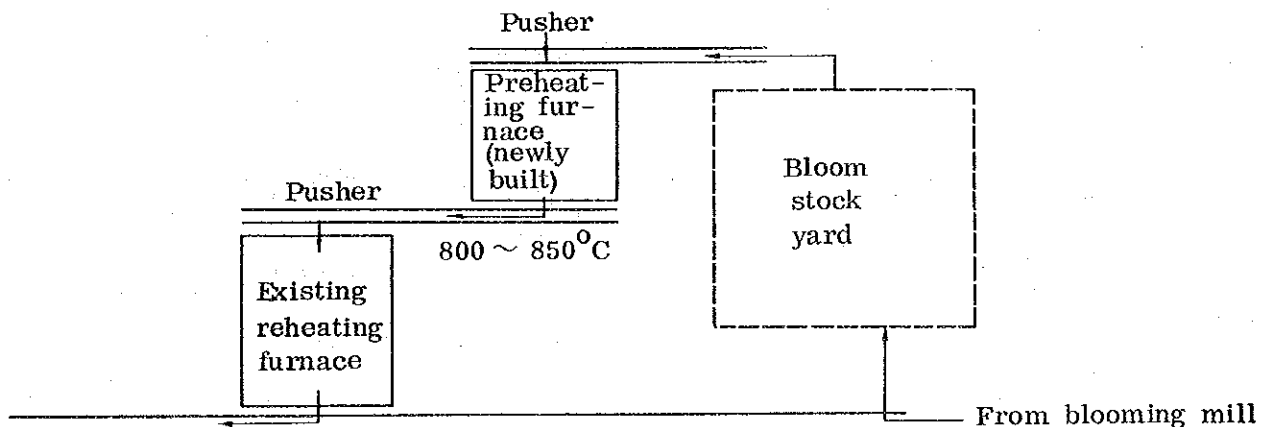 Pusher
Preheat-
ing fur-
nace
(newly
built)
Bloom
stock
yard
Pusher
800 ~ 850°C
Existing
reheating
furnace
From blooming mill